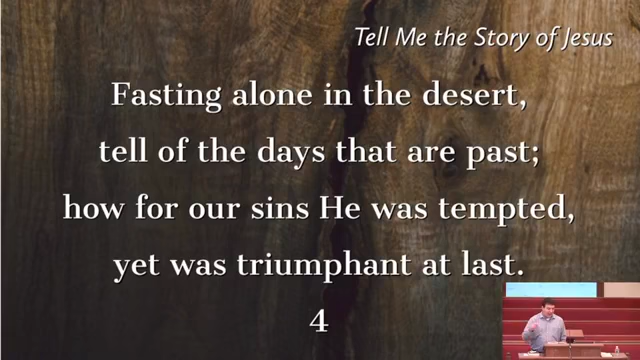 Tell Me the Story of Jesus
Fasting alone in the desert,
tell of the days that are past;
how for our sins He was tempted,
yet was triumphant at last.
4